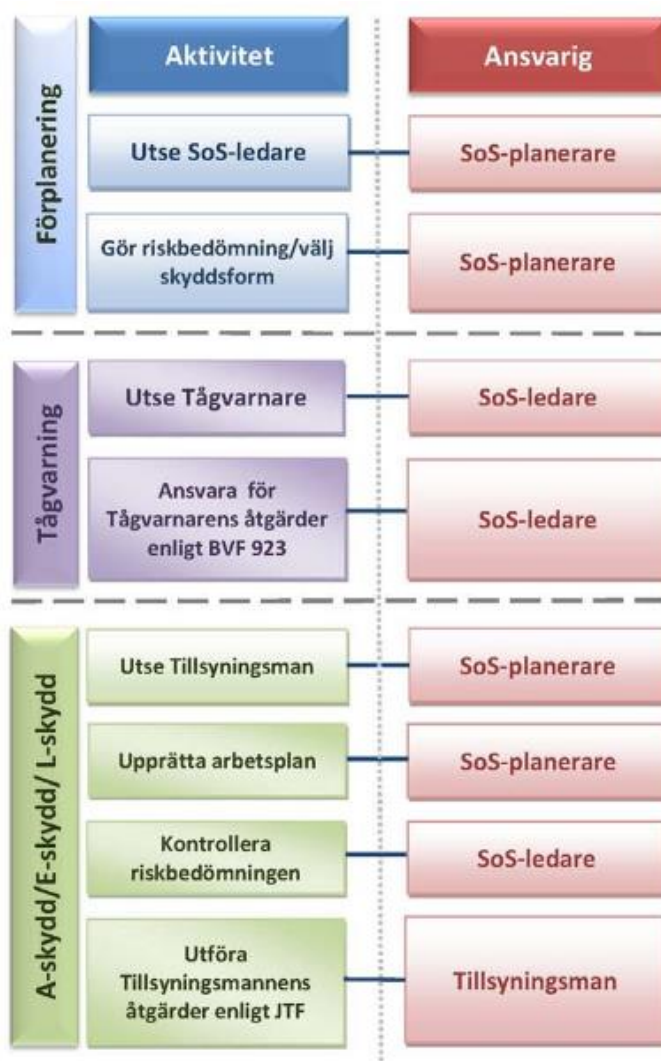 Aktivitet
Ansvarig
Förplanering
Utse SoS-ledare
SoS-planerare
Gör riskbedömning/välj
skyddsform
SoS-planerare
Tågvarning
Utse Tågvarnare
SoS-ledare
Ansvara för
Tågvarnarens åtgärder
enligt BVF 923
SoS-ledare
A-skydd/E-skydd/ L-skydd
Utse Tillsyningsman
SoS-planerare
Upprätta arbetsplan
SoS-planerare
Kontrollera
riskbedömningen
SoS-ledare
Utföra
Tillsyningsmannens
åtgärder enligt JTF
Tillsyningsman